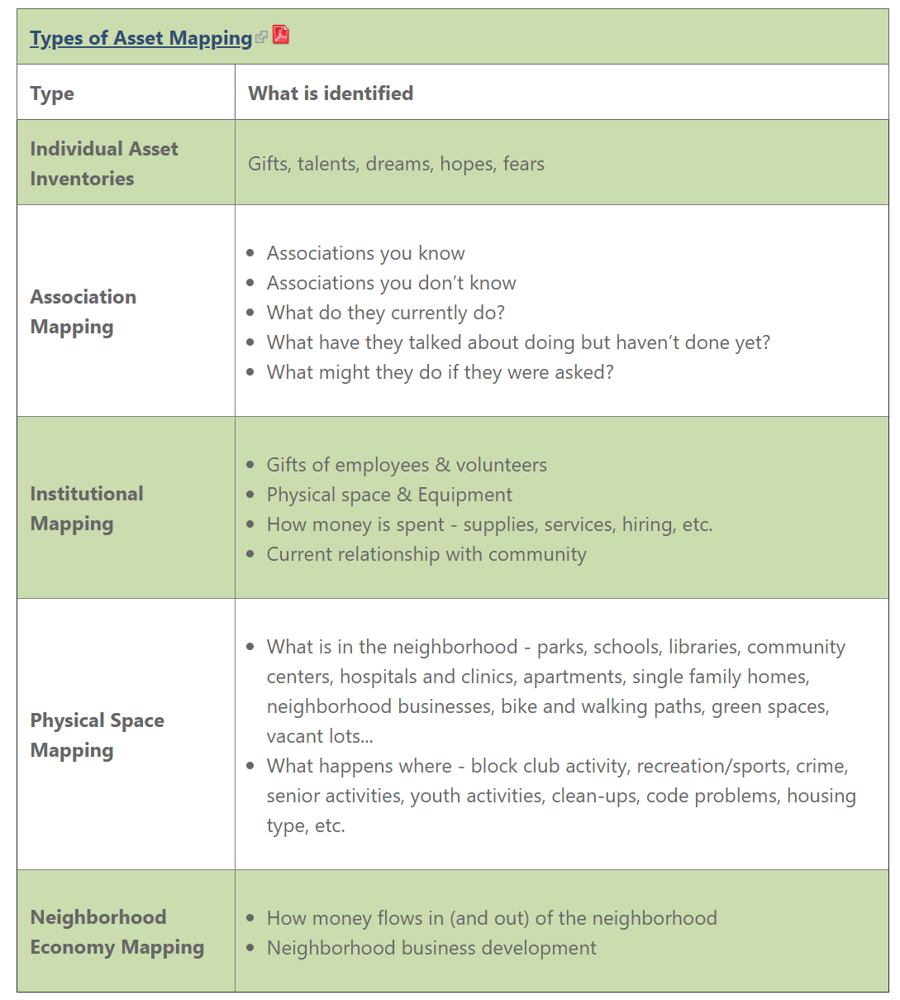 Types of Asset Mapping
Type
What is identified
Individual Asset
Inventories
Gifts, talents, dreams, hopes, fears
Association
Mapping
• Associations you know
• Associations you don’t know
• What do they currently do?
• What have they talked about doing but haven’t done yet?
• What might they do if they were asked?
Institutional
Mapping
• Gifts of employees & volunteers
• Physical space & Equipment
• How money is spent - supplies, services, hiring, etc.
• Current relationship with community
Physical Space
Mapping
• What is in the neighborhood - parks, schools, libraries, community
centers, hospitals and clinics, apartments, single family homes,
neighborhood businesses, bike and walking paths, green spaces,
vacant lots...
• What happens where - block club activity, recreation/sports, crime,
senior activities, youth activities, clean-ups, code problems, housing
type, etc.
Neighborhood
Economy Mapping
• How money flows in (and out) of the neighborhood
• Neighborhood business development